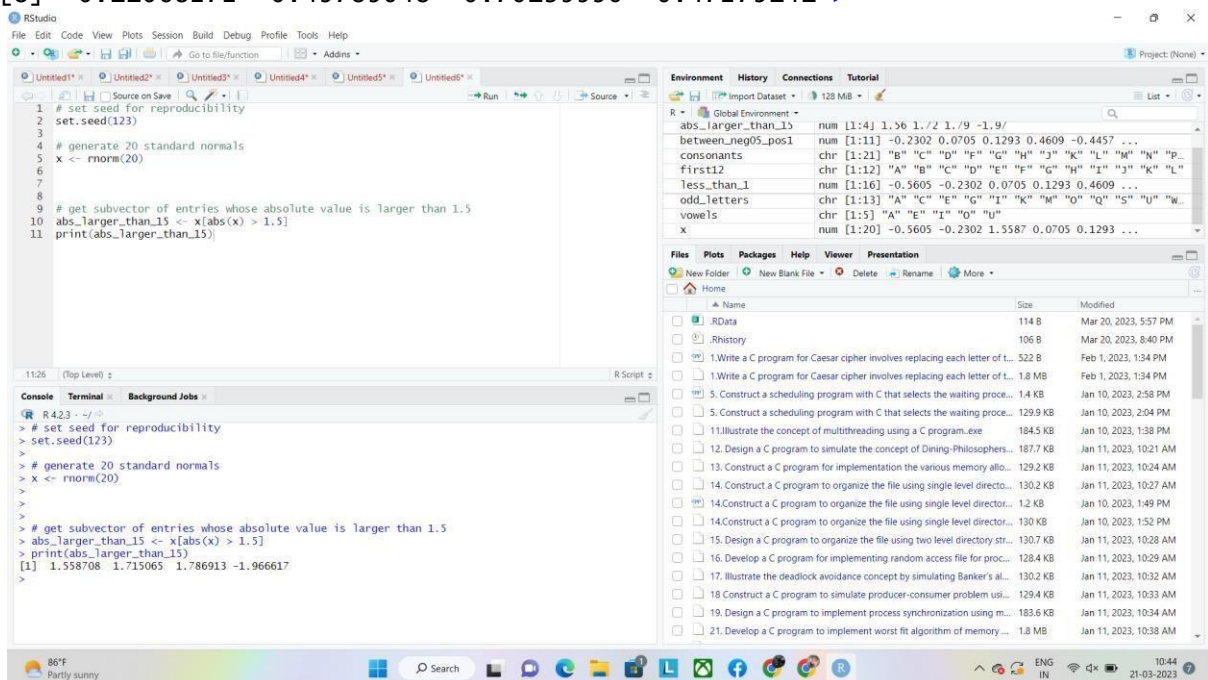 [6] -0.22068171 -0.49789048 -0.70259996 -0.47179242 >
RStudio
File Edit Code View Plots Session Build Debug Profile Tools Help
Go to file/function Addins Project: (None)
Untitled1* Untitled2* Untitled3* Untitled4* Untitled5* Untitled6*
Source on Save Run Source
1 # set seed for reproducibility
2 set.seed(123)
3
4 # generate 20 standard normals
5 x <- rnorm(20)
6
7
8
9 # get subvector of entries whose absolute value is larger than 1.5
10 abs_larger_than_15 <- x[abs(x) > 1.5]
11 print(abs_larger_than_15)
11:26 (Top Level) R Script
Console Terminal Background Jobs
R 4.2.3 · ~/
> # set seed for reproducibility
> set.seed(123)
>
> # generate 20 standard normals
> x <- rnorm(20)
>
>
> # get subvector of entries whose absolute value is larger than 1.5
> abs_larger_than_15 <- x[abs(x) > 1.5]
> print(abs_larger_than_15)
[1] 1.558708 1.715065 1.786913 -1.966617
>
Environment History Connections Tutorial
Import Dataset 128 MiB List
R Global Environment
abs_larger_than_15 num [1:4] 1.56 1.72 1.79 -1.97
between_neg05_pos1 num [1:11] -0.2302 0.0705 0.1293 0.4609 -0.4457 ...
consonants chr [1:21] "B" "C" "D" "F" "G" "H" "J" "K" "L" "M" "N" "P…
first12 chr [1:12] "A" "B" "C" "D" "E" "F" "G" "H" "I" "J" "K" "L"
less_than_1 num [1:16] -0.5605 -0.2302 0.0705 0.1293 0.4609 ...
odd_letters chr [1:13] "A" "C" "E" "G" "I" "K" "M" "O" "Q" "S" "U" "W…
vowels chr [1:5] "A" "E" "I" "O" "U"
x num [1:20] -0.5605 -0.2302 1.5587 0.0705 0.1293 ...
Files Plots Packages Help Viewer Presentation
New Folder New Blank File Delete Rename More
Home
Name Size Modified
.RData 114 B Mar 20, 2023, 5:57 PM
.Rhistory 106 B Mar 20, 2023, 8:40 PM
1.Write a C program for Caesar cipher involves replacing each letter of t... 522 B Feb 1, 2023, 1:34 PM
1.Write a C program for Caesar cipher involves replacing each letter of t... 1.8 MB Feb 1, 2023, 1:34 PM
5. Construct a scheduling program with C that selects the waiting proce... 1.4 KB Jan 10, 2023, 2:58 PM
5. Construct a scheduling program with C that selects the waiting proce... 129.9 KB Jan 10, 2023, 2:04 PM
11.Illustrate the concept of multithreading using a C program..exe 184.5 KB Jan 10, 2023, 1:38 PM
12. Design a C program to simulate the concept of Dining-Philosophers... 187.7 KB Jan 11, 2023, 10:21 AM
13. Construct a C program for implementation the various memory allo... 129.2 KB Jan 11, 2023, 10:24 AM
14. Construct a C program to organize the file using single level directo... 130.2 KB Jan 11, 2023, 10:27 AM
14.Construct a C program to organize the file using single level director... 1.2 KB Jan 10, 2023, 1:49 PM
14.Construct a C program to organize the file using single level director... 130 KB Jan 10, 2023, 1:52 PM
15. Design a C program to organize the file using two level directory str... 130.7 KB Jan 11, 2023, 10:28 AM
16. Develop a C program for implementing random access file for proc... 128.4 KB Jan 11, 2023, 10:29 AM
17. Illustrate the deadlock avoidance concept by simulating Banker's al... 130.2 KB Jan 11, 2023, 10:32 AM
18 Construct a C program to simulate producer-consumer problem usi... 129.4 KB Jan 11, 2023, 10:33 AM
19. Design a C program to implement process synchronization using m... 183.6 KB Jan 11, 2023, 10:34 AM
21. Develop a C program to implement worst fit algorithm of memory ... 1.8 MB Jan 11, 2023, 10:38 AM
86°F
Partly sunny
Search
ENG
IN
10:44
21-03-2023